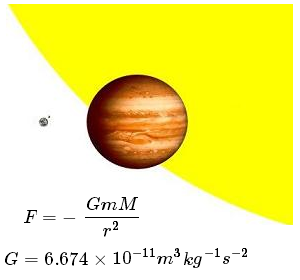 F = − GmM / r²
G = 6.674 × 10⁻¹¹ m³ kg⁻¹ s⁻²